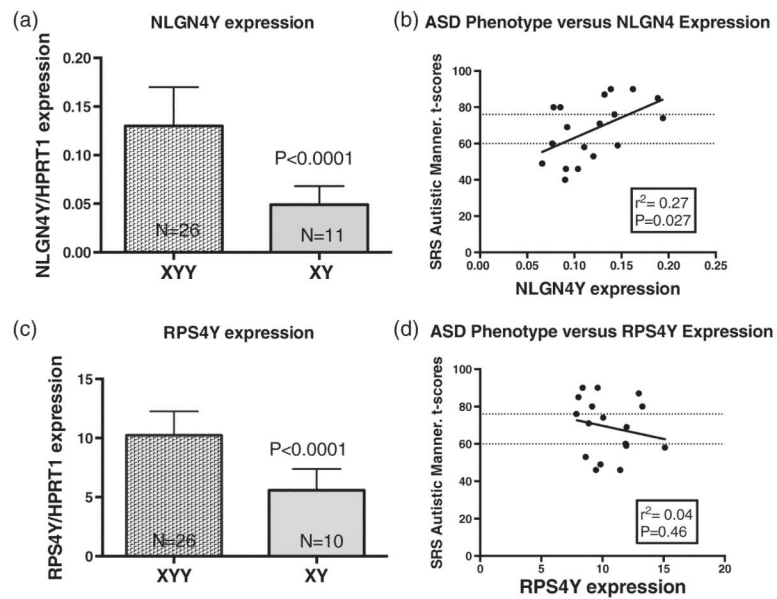 (a)
NLGN4Y expression
NLGN4Y/HPRT1 expression
0.20
0.15
0.10
0.05
0.00
P<0.0001
N=26
N=11
XYY
XY
(b)
ASD Phenotype versus NLGN4 Expression
SRS Autistic Manner. t-scores
100
80
60
40
20
0
r²= 0.27
P=0.027
0.00
0.05
0.10
0.15
0.20
0.25
NLGN4Y expression
(c)
RPS4Y expression
RPS4Y/HPRT1 expression
15
10
5
0
P<0.0001
N=26
N=10
XYY
XY
(d)
ASD Phenotype versus RPS4Y Expression
SRS Autistic Manner. t-scores
100
80
60
40
20
0
r²= 0.04
P=0.46
0
5
10
15
20
RPS4Y expression